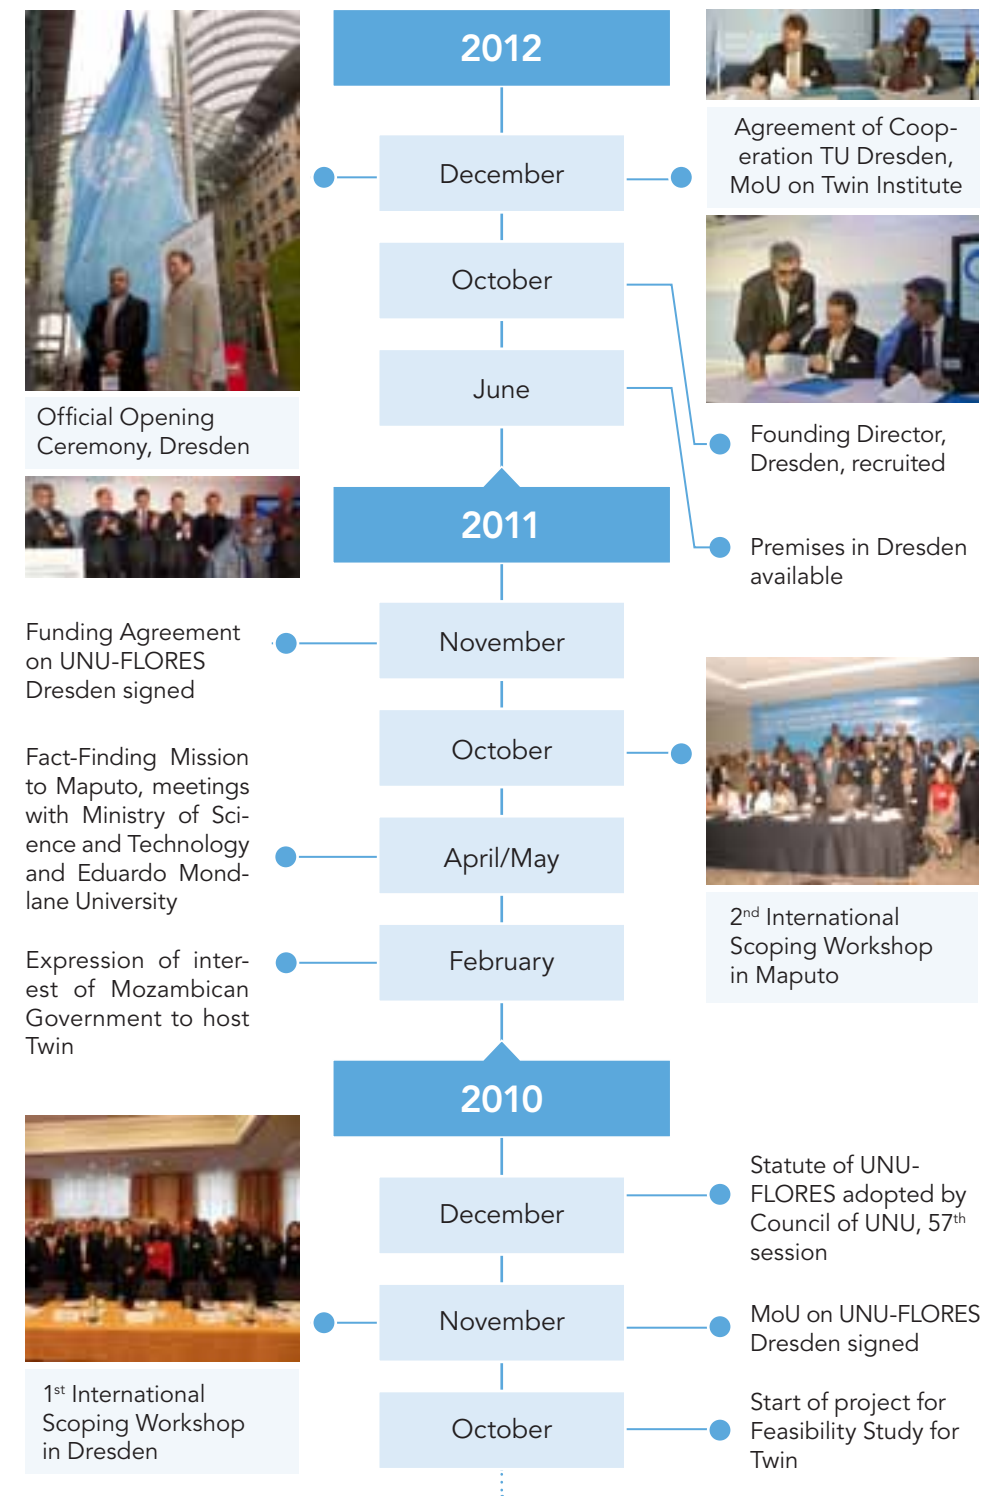 2012
December
Agreement of Coop-
eration TU Dresden,
MoU on Twin Institute
October
June
Official Opening
Ceremony, Dresden
Founding Director,
Dresden, recruited
2011
Premises in Dresden
available
Funding Agreement
on UNU-FLORES
Dresden signed
November
October
Fact-Finding Mission
to Maputo, meetings
with Ministry of Sci-
ence and Technology
and Eduardo Mond-
lane University
April/May
2nd International
Scoping Workshop
in Maputo
Expression of inter-
est of Mozambican
Government to host
Twin
February
2010
December
Statute of UNU-
FLORES adopted by
Council of UNU, 57th
session
November
MoU on UNU-FLORES
Dresden signed
1st International
Scoping Workshop
in Dresden
October
Start of project for
Feasibility Study for
Twin